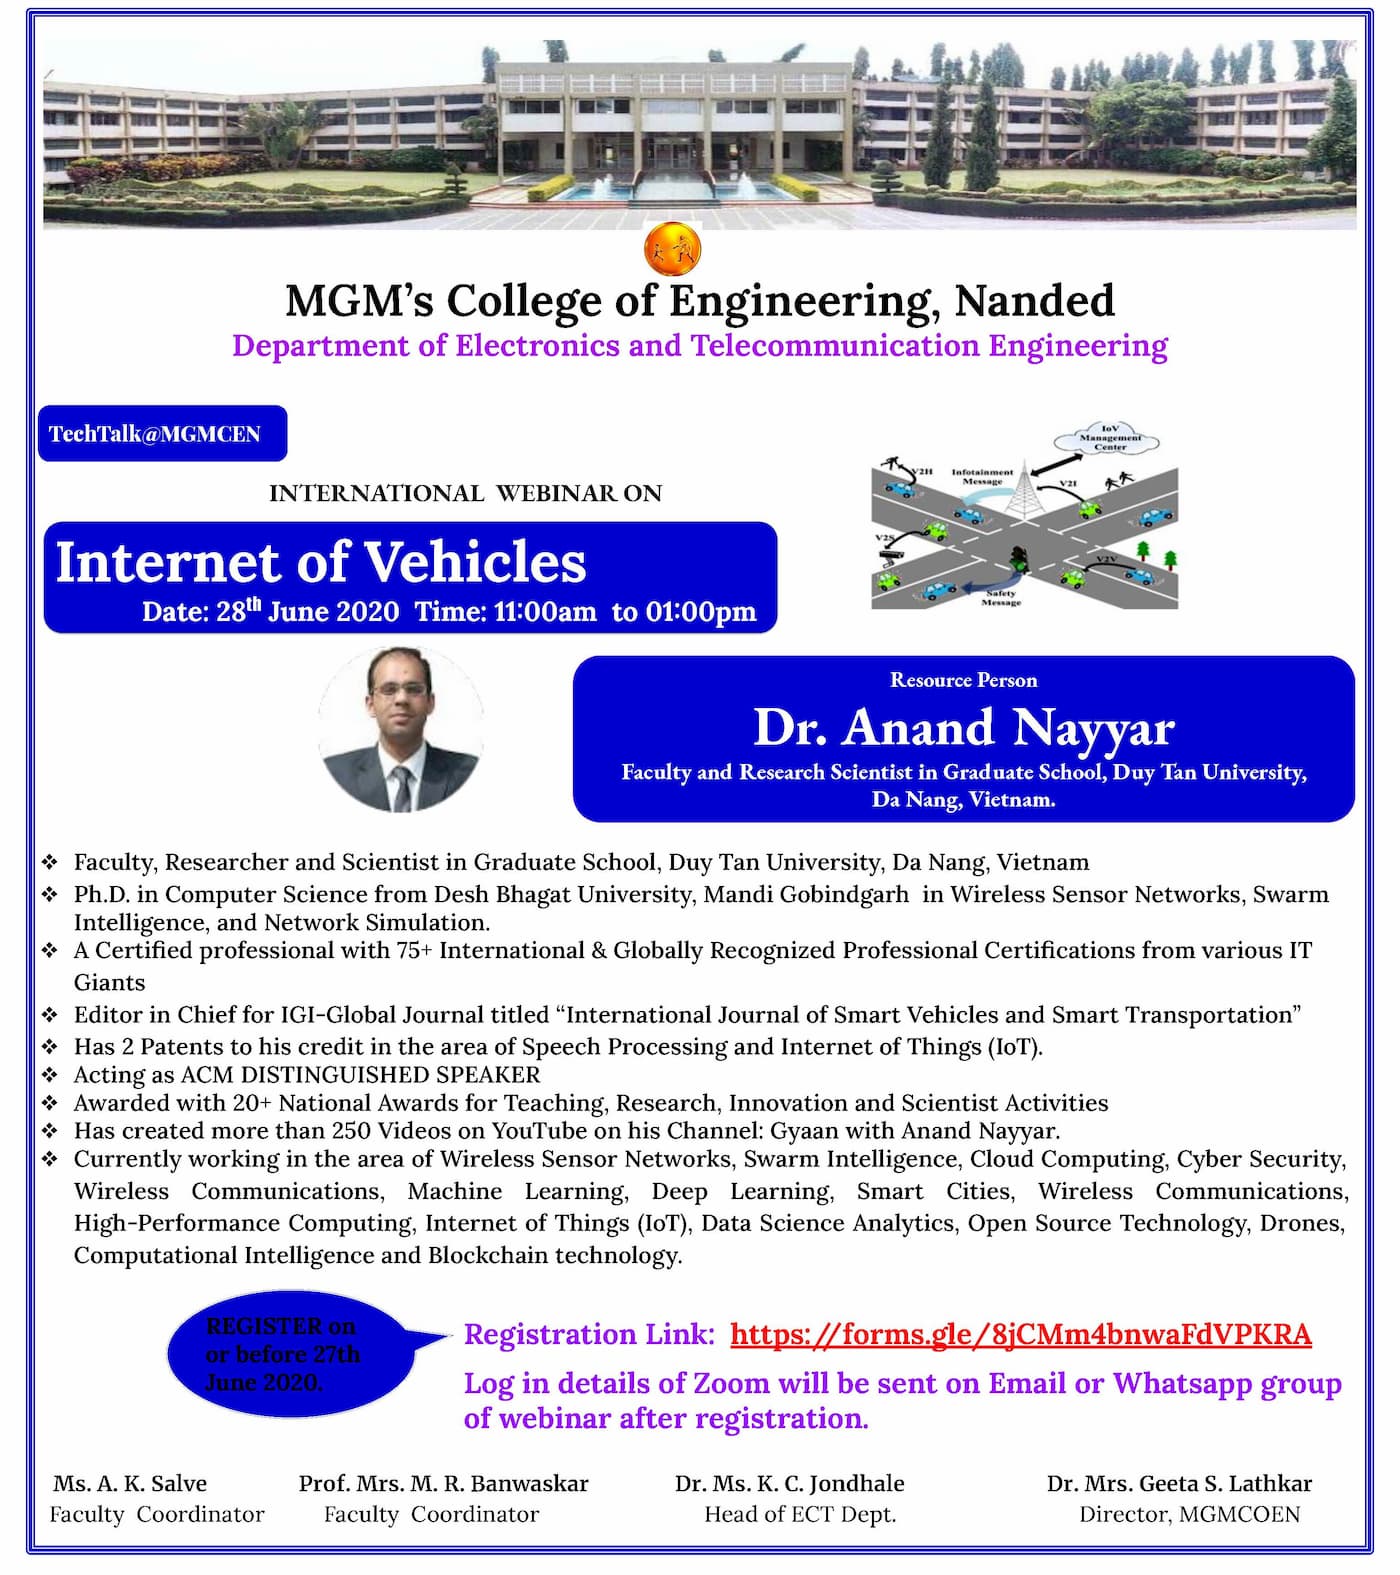 MGM's College of Engineering, Nanded
Department of Electronics and Telecommunication Engineering
TechTalk@MGMCEN
INTERNATIONAL WEBINAR ON
Internet of Vehicles
Date: 28th June 2020 Time: 11:00am to 01:00pm
IoV
Management
Center
V2H
Infotainment
Message
V2I
V2S
V2V
Safety
Message
Resource Person
Dr. Anand Nayyar
Faculty and Research Scientist in Graduate School, Duy Tan University,
Da Nang, Vietnam.
❖ Faculty, Researcher and Scientist in Graduate School, Duy Tan University, Da Nang, Vietnam
❖ Ph.D. in Computer Science from Desh Bhagat University, Mandi Gobindgarh in Wireless Sensor Networks, Swarm
Intelligence, and Network Simulation.
❖ A Certified professional with 75+ International & Globally Recognized Professional Certifications from various IT
Giants
❖ Editor in Chief for IGI-Global Journal titled “International Journal of Smart Vehicles and Smart Transportation”
❖ Has 2 Patents to his credit in the area of Speech Processing and Internet of Things (IoT).
❖ Acting as ACM DISTINGUISHED SPEAKER
❖ Awarded with 20+ National Awards for Teaching, Research, Innovation and Scientist Activities
❖ Has created more than 250 Videos on YouTube on his Channel: Gyaan with Anand Nayyar.
❖ Currently working in the area of Wireless Sensor Networks, Swarm Intelligence, Cloud Computing, Cyber Security,
Wireless Communications, Machine Learning, Deep Learning, Smart Cities, Wireless Communications,
High-Performance Computing, Internet of Things (IoT), Data Science Analytics, Open Source Technology, Drones,
Computational Intelligence and Blockchain technology.
REGISTER on
or before 27th
June 2020.
Registration Link: https://forms.gle/8jCMm4bnwaFdVPKRA
Log in details of Zoom will be sent on Email or Whatsapp group
of webinar after registration.
Ms. A. K. Salve Prof. Mrs. M. R. Banwaskar Dr. Ms. K. C. Jondhale Dr. Mrs. Geeta S. Lathkar
Faculty Coordinator Faculty Coordinator Head of ECT Dept. Director, MGMCOEN